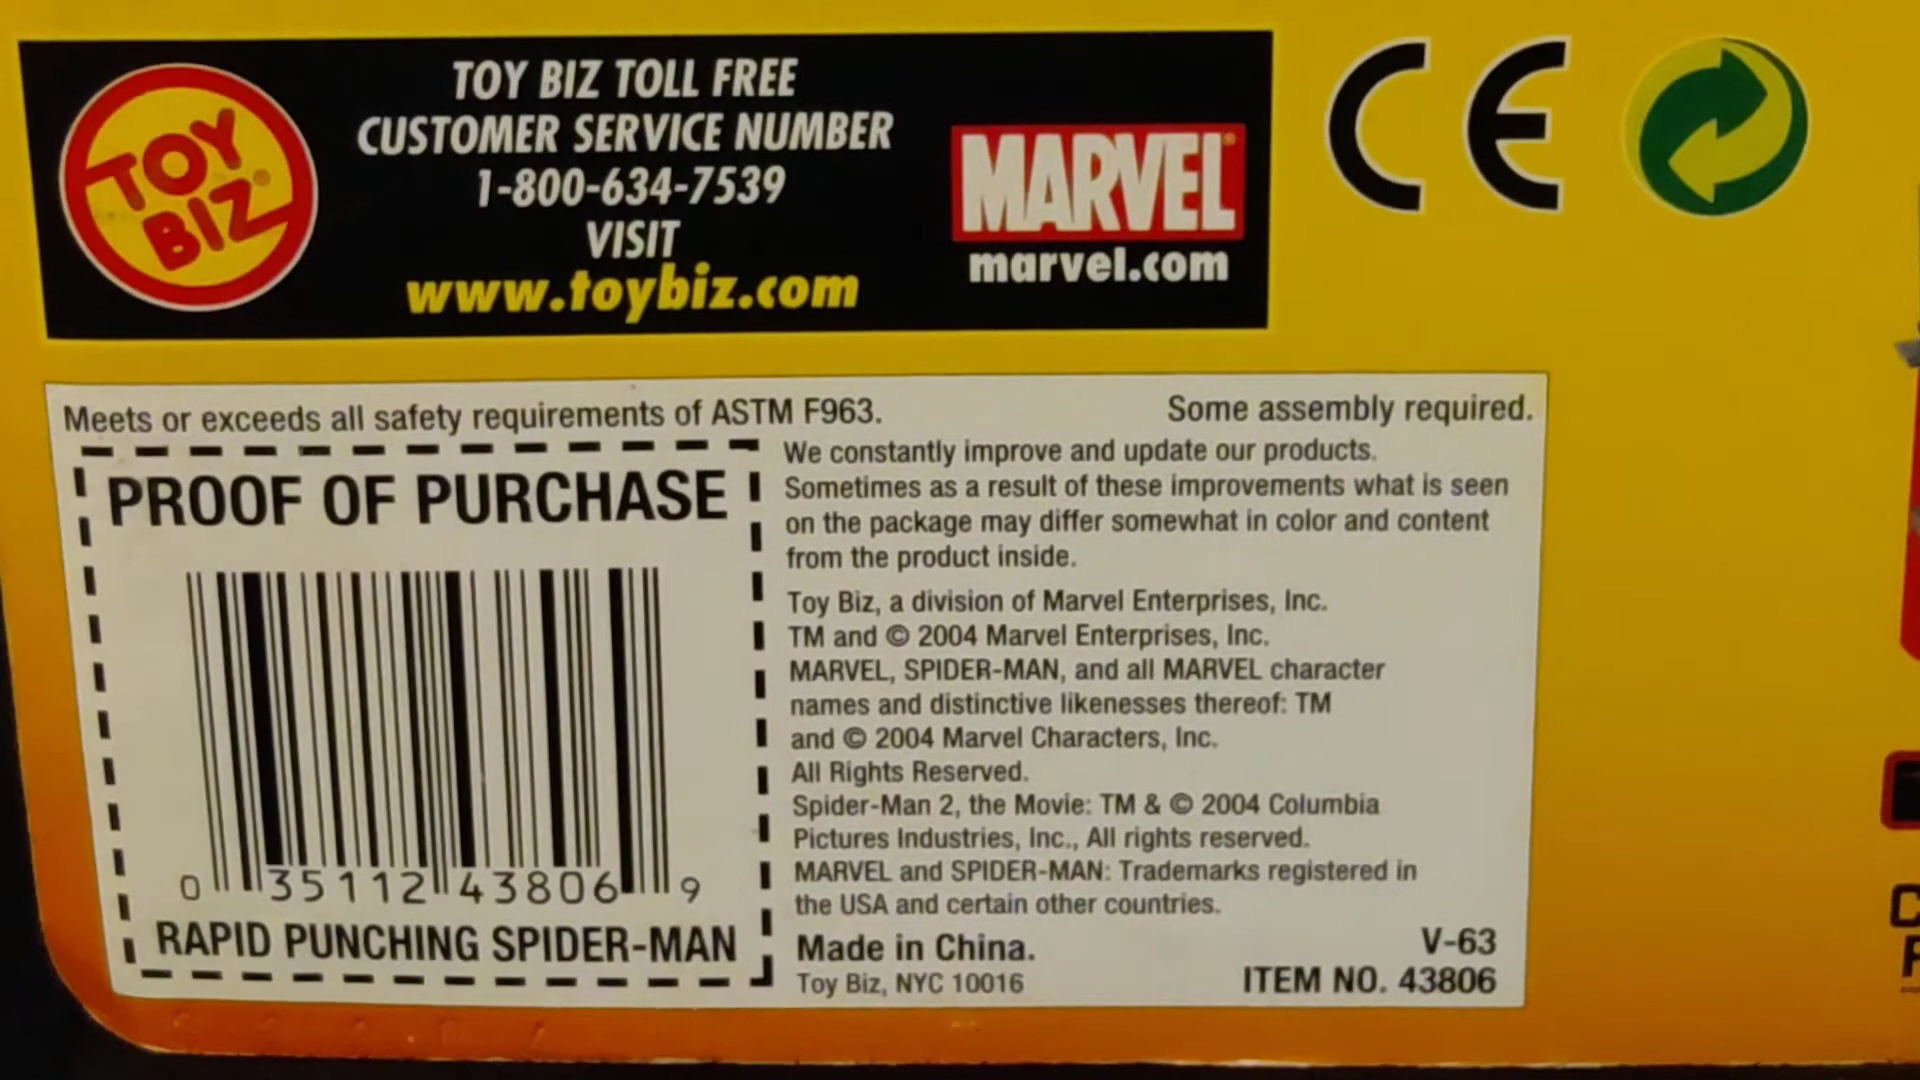 TOY BIZ®
TOY BIZ TOLL FREE
CUSTOMER SERVICE NUMBER
1-800-634-7539
VISIT
www.toybiz.com
MARVEL
marvel.com
CE
Meets or exceeds all safety requirements of ASTM F963.
Some assembly required.
PROOF OF PURCHASE
0 35112 43806 9
RAPID PUNCHING SPIDER-MAN
We constantly improve and update our products.
Sometimes as a result of these improvements what is seen
on the package may differ somewhat in color and content
from the product inside.
Toy Biz, a division of Marvel Enterprises, Inc.
TM and © 2004 Marvel Enterprises, Inc.
MARVEL, SPIDER-MAN, and all MARVEL character
names and distinctive likenesses thereof: TM
and © 2004 Marvel Characters, Inc.
All Rights Reserved.
Spider-Man 2, the Movie: TM & © 2004 Columbia
Pictures Industries, Inc., All rights reserved.
MARVEL and SPIDER-MAN: Trademarks registered in
the USA and certain other countries.
Made in China.
V-63
Toy Biz, NYC 10016
ITEM NO. 43806